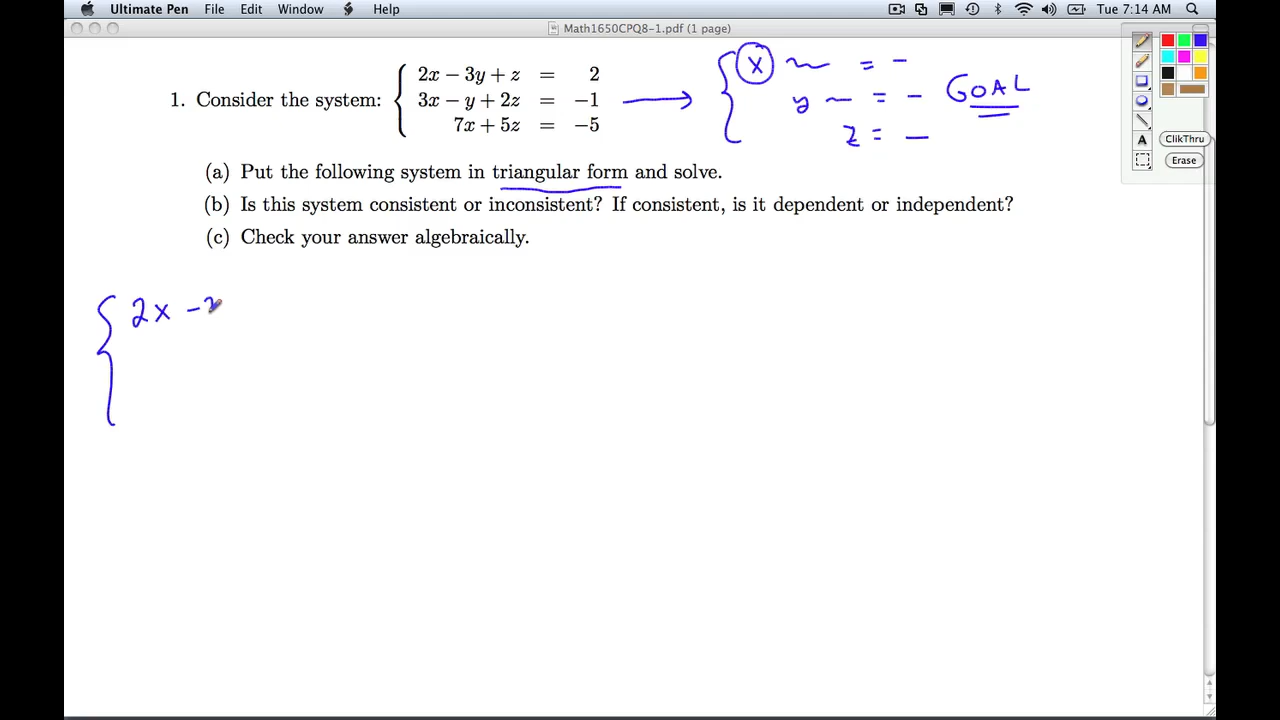 Ultimate Pen File Edit Window Help Tue 7:14 AM
Math1650CPQ8-1.pdf (1 page)
1. Consider the system: { 2x − 3y + z = 2
3x − y + 2z = −1
7x + 5z = −5
x ~ = -
y ~ = - GOAL
z = -
ClikThru
A
Erase
(a) Put the following system in triangular form and solve.
(b) Is this system consistent or inconsistent? If consistent, is it dependent or independent?
(c) Check your answer algebraically.
{ 2x -3